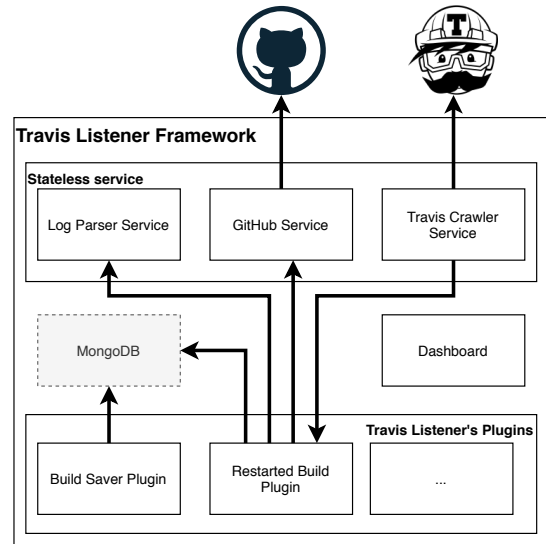 T
Travis Listener Framework
Stateless service
Log Parser Service
GitHub Service
Travis Crawler
Service
MongoDB
Dashboard
Travis Listener's Plugins
Build Saver Plugin
Restarted Build
Plugin
...